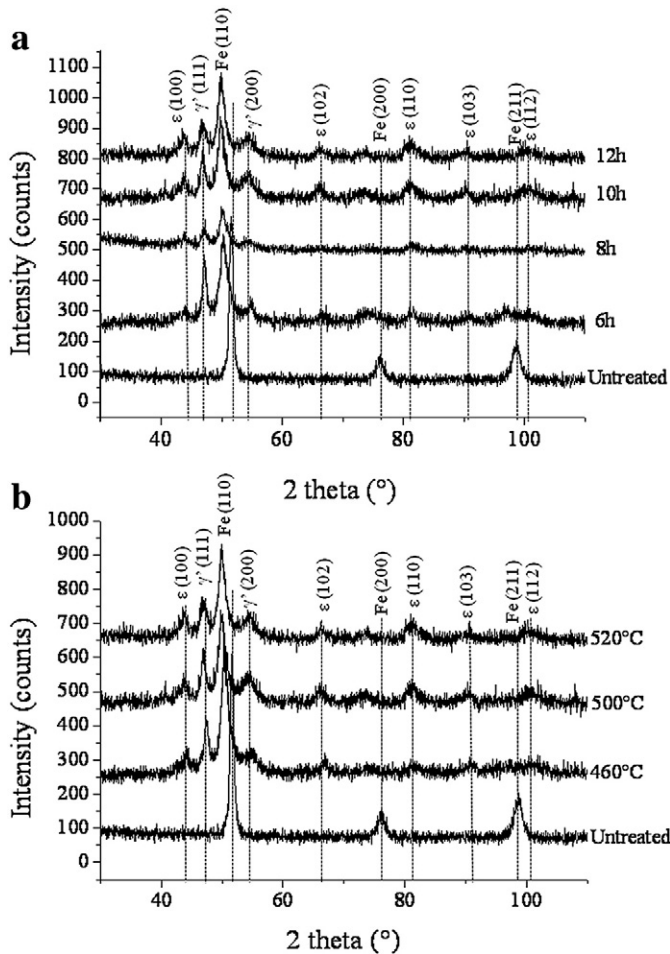 a
ε (100)
γ' (111)
Fe (110)
γ' (200)
ε (102)
Fe (200)
ε (110)
ε (103)
Fe (211)
ε (112)
1100
1000
900
800
700
600
500
400
300
200
100
0
Intensity (counts)
12h
10h
8h
6h
Untreated
40 60 80 100
2 theta (°)
b
ε (100)
γ' (111)
Fe (110)
γ' (200)
ε (102)
Fe (200)
ε (110)
ε (103)
Fe (211)
ε (112)
1000
900
800
700
600
500
400
300
200
100
0
Intensity (counts)
520°C
500°C
460°C
Untreated
40 60 80 100
2 theta (°)